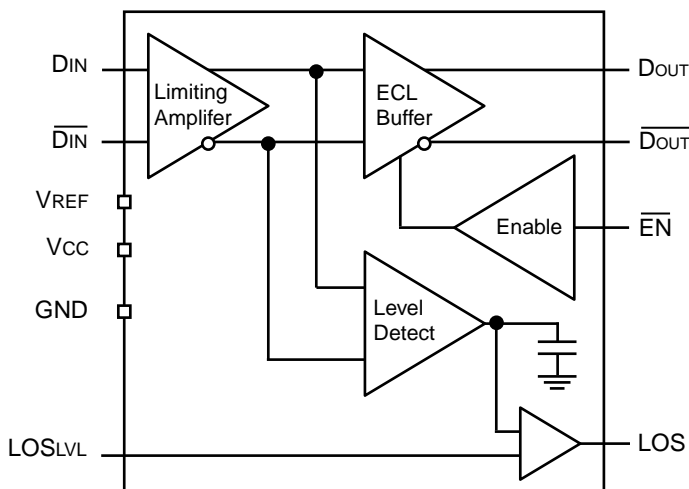 DIN
Limiting
Amplifer
ECL
Buffer
DOUT
DIN
DOUT
VREF
Enable
EN
VCC
GND
Level
Detect
LOSLVL
LOS